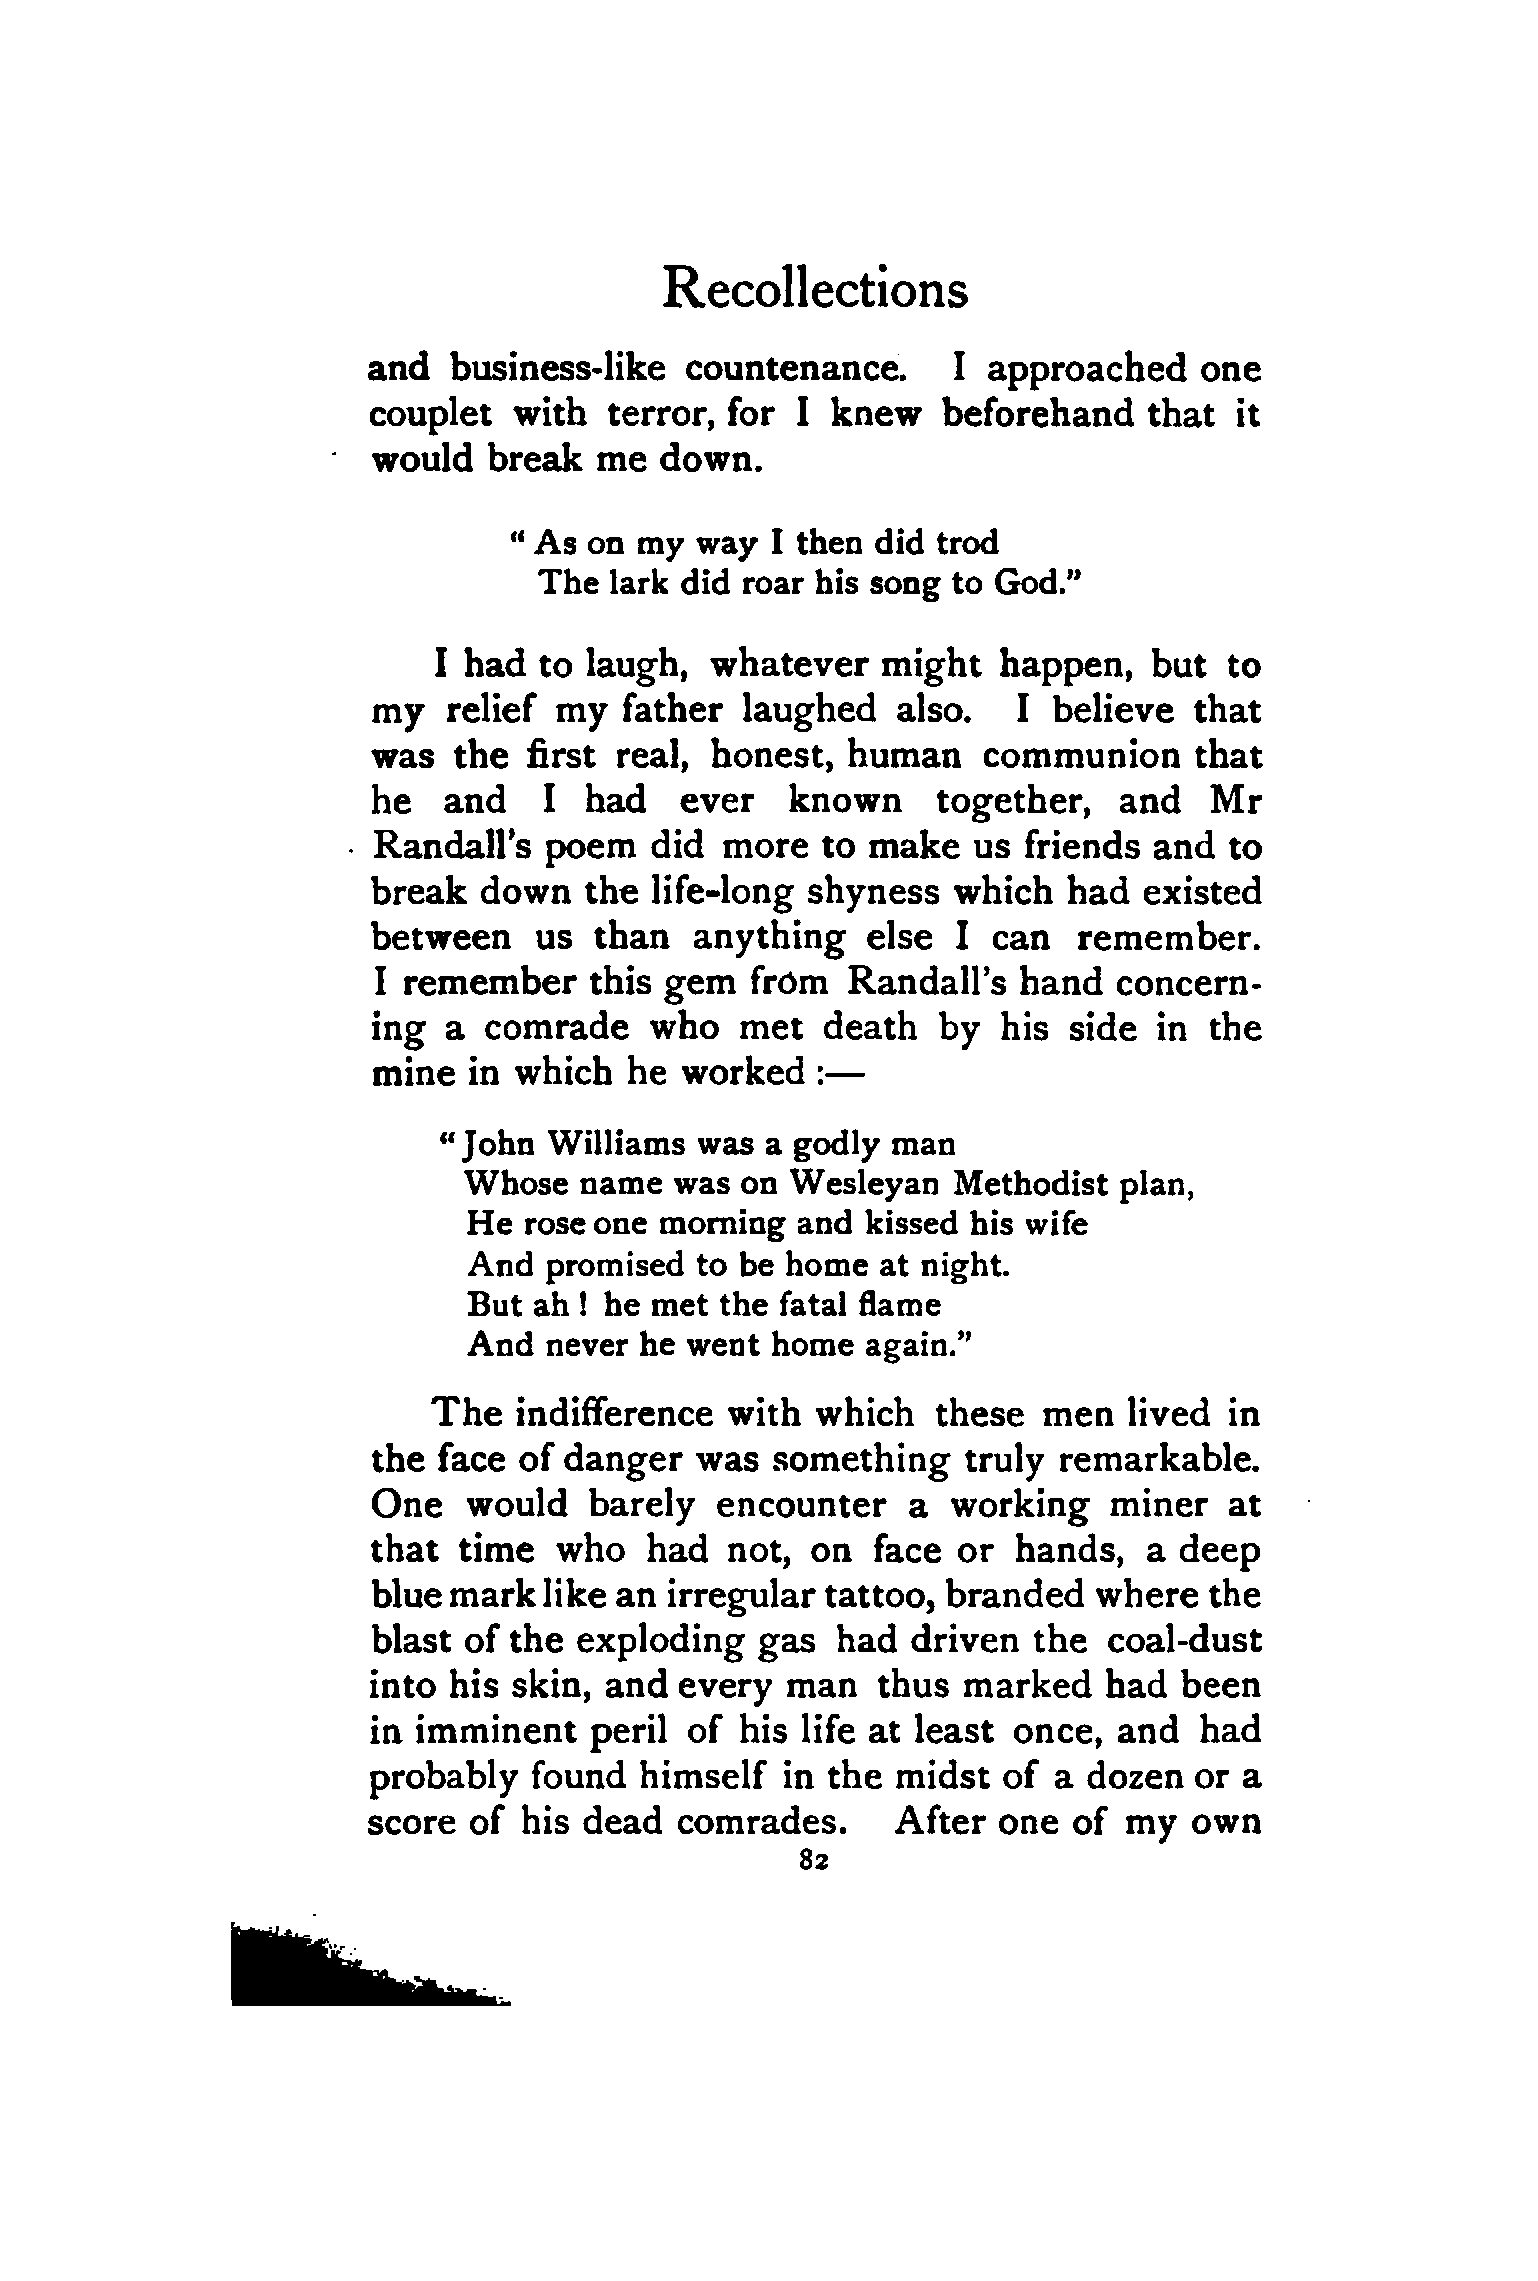 Recollections
and business-like countenance. I approached one
couplet with terror, for I knew beforehand that it
would break me down.
“ As on my way I then did trod
The lark did roar his song to God.”
I had to laugh, whatever might happen, but to
my relief my father laughed also. I believe that
was the first real, honest, human communion that
he and I had ever known together, and Mr
Randall’s poem did more to make us friends and to
break down the life-long shyness which had existed
between us than anything else I can remember.
I remember this gem from Randall’s hand concern-
ing a comrade who met death by his side in the
mine in which he worked :—
“ John Williams was a godly man
Whose name was on Wesleyan Methodist plan,
He rose one morning and kissed his wife
And promised to be home at night.
But ah ! he met the fatal flame
And never he went home again.”
The indifference with which these men lived in
the face of danger was something truly remarkable.
One would barely encounter a working miner at
that time who had not, on face or hands, a deep
blue mark like an irregular tattoo, branded where the
blast of the exploding gas had driven the coal-dust
into his skin, and every man thus marked had been
in imminent peril of his life at least once, and had
probably found himself in the midst of a dozen or a
score of his dead comrades. After one of my own
82